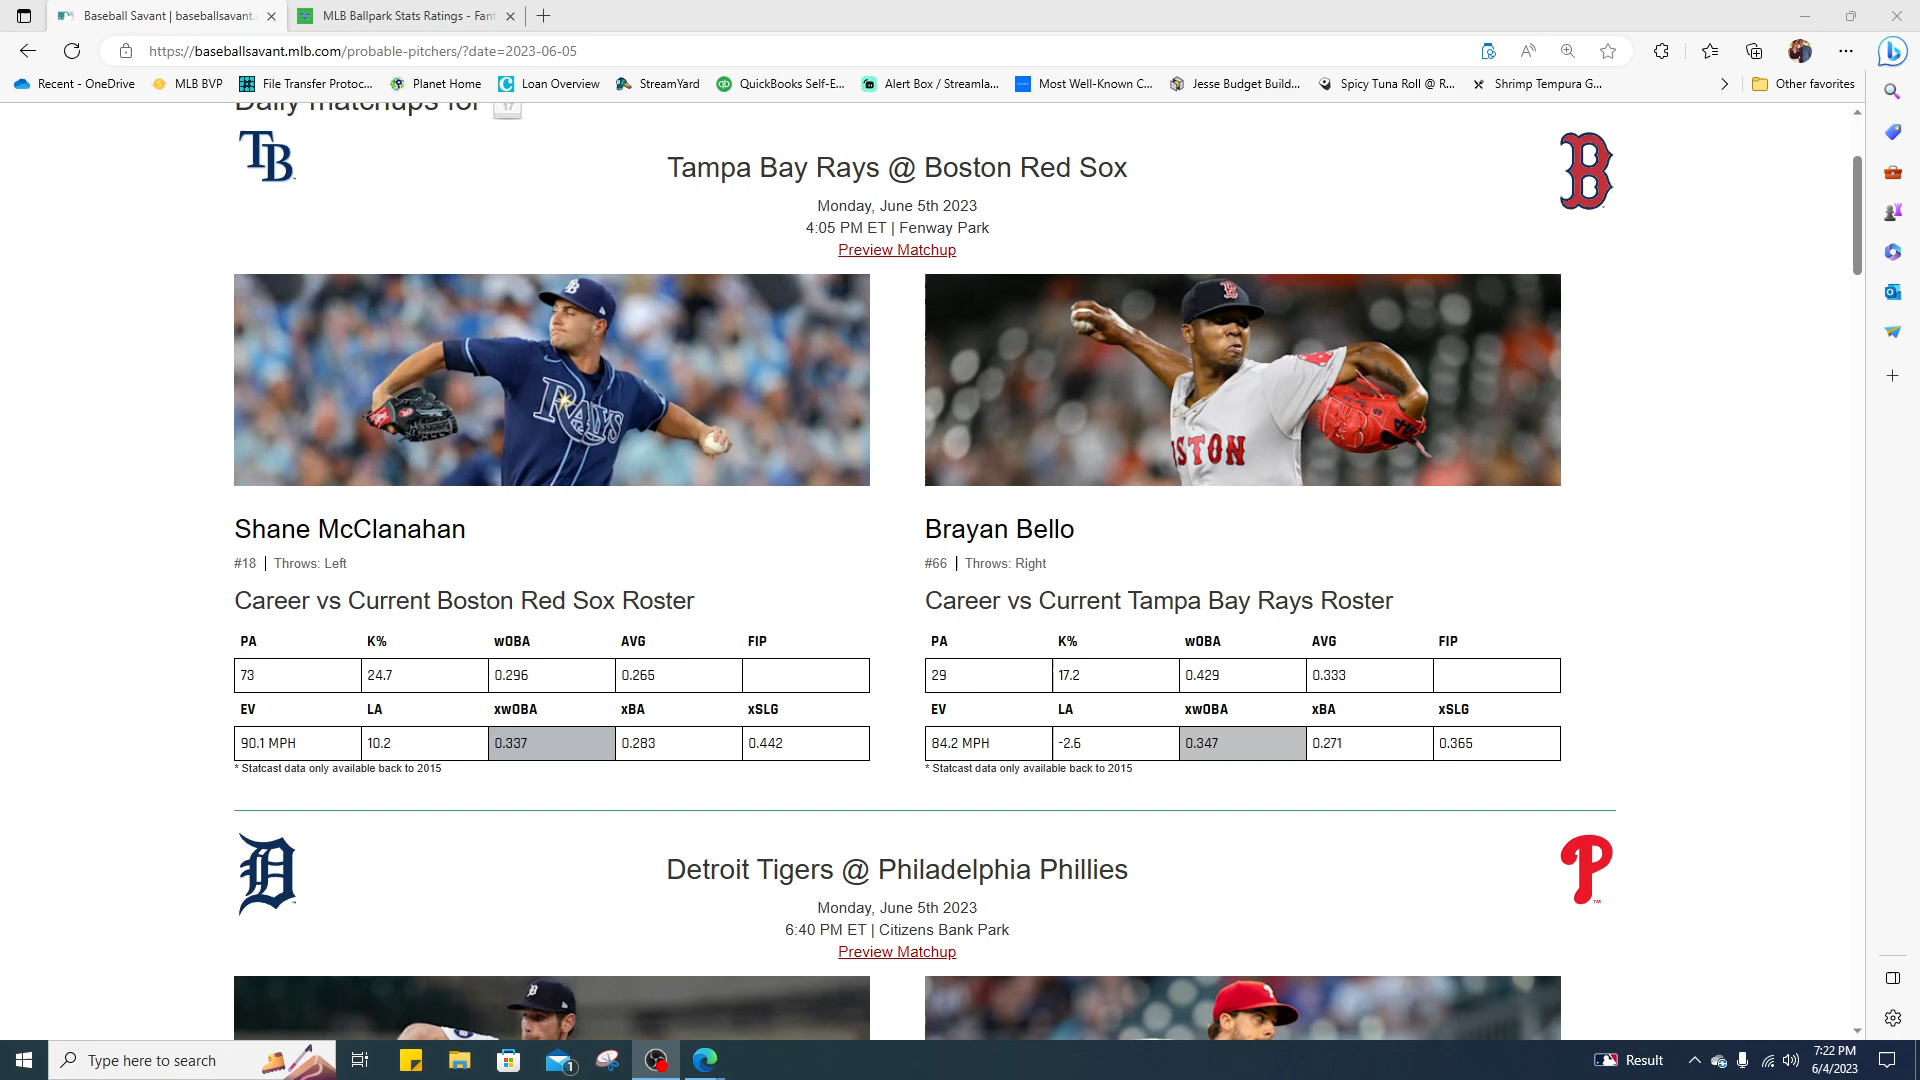 Baseball Savant | baseballsavant.
MLB Ballpark Stats Ratings - Fant
https://baseballsavant.mlb.com/probable-pitchers/?date=2023-06-05
Recent - OneDrive
MLB BVP
File Transfer Protoc...
Planet Home
Loan Overview
StreamYard
QuickBooks Self-E...
Alert Box / Streamla...
Most Well-Known C...
Jesse Budget Build...
Spicy Tuna Roll @ R...
Shrimp Tempura G...
Other favorites
Daily matchups for
17
TB
Tampa Bay Rays @ Boston Red Sox
B
Monday, June 5th 2023
4:05 PM ET | Fenway Park
Preview Matchup
RAYS
STON
Shane McClanahan
#18 | Throws: Left
Career vs Current Boston Red Sox Roster
PA K% wOBA AVG FIP
73 24.7 0.296 0.265
EV LA xwOBA xBA xSLG
90.1 MPH 10.2 0.337 0.283 0.442
* Statcast data only available back to 2015
Brayan Bello
#66 | Throws: Right
Career vs Current Tampa Bay Rays Roster
PA K% wOBA AVG FIP
29 17.2 0.429 0.333
EV LA xwOBA xBA xSLG
84.2 MPH -2.6 0.347 0.271 0.365
* Statcast data only available back to 2015
D
Detroit Tigers @ Philadelphia Phillies
P
Monday, June 5th 2023
6:40 PM ET | Citizens Bank Park
Preview Matchup
Type here to search
1
Result
7:22 PM
6/4/2023